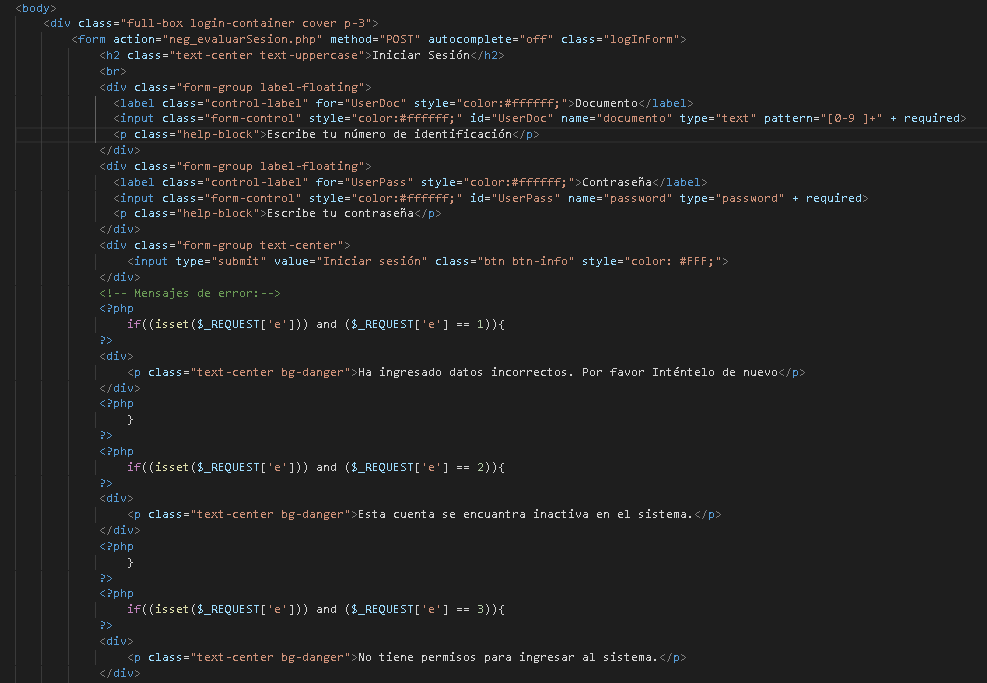 <body>
<div class="full-box login-container cover p-3">
<form action="neg_evaluarSesion.php" method="POST" autocomplete="off" class="logInForm">
<h2 class="text-center text-uppercase">Iniciar Sesión</h2>
<br>
<div class="form-group label-floating">
<label class="control-label" for="UserDoc" style="color:#ffffff;">Documento</label>
<input class="form-control" style="color:#ffffff;" id="UserDoc" name="documento" type="text" pattern="[0-9 ]+" + required>
<p class="help-block">Escribe tu número de identificación</p>
</div>
<div class="form-group label-floating">
<label class="control-label" for="UserPass" style="color:#ffffff;">Contraseña</label>
<input class="form-control" style="color:#ffffff;" id="UserPass" name="password" type="password" + required>
<p class="help-block">Escribe tu contraseña</p>
</div>
<div class="form-group text-center">
<input type="submit" value="Iniciar sesión" class="btn btn-info" style="color: #FFF;">
</div>
<!-- Mensajes de error:-->
<?php
if((isset($_REQUEST['e'])) and ($_REQUEST['e'] == 1)){
?>
<div>
<p class="text-center bg-danger">Ha ingresado datos incorrectos. Por favor Inténtelo de nuevo</p>
</div>
<?php
}
?>
<?php
if((isset($_REQUEST['e'])) and ($_REQUEST['e'] == 2)){
?>
<div>
<p class="text-center bg-danger">Esta cuenta se encuantra inactiva en el sistema.</p>
</div>
<?php
}
?>
<?php
if((isset($_REQUEST['e'])) and ($_REQUEST['e'] == 3)){
?>
<div>
<p class="text-center bg-danger">No tiene permisos para ingresar al sistema.</p>
</div>